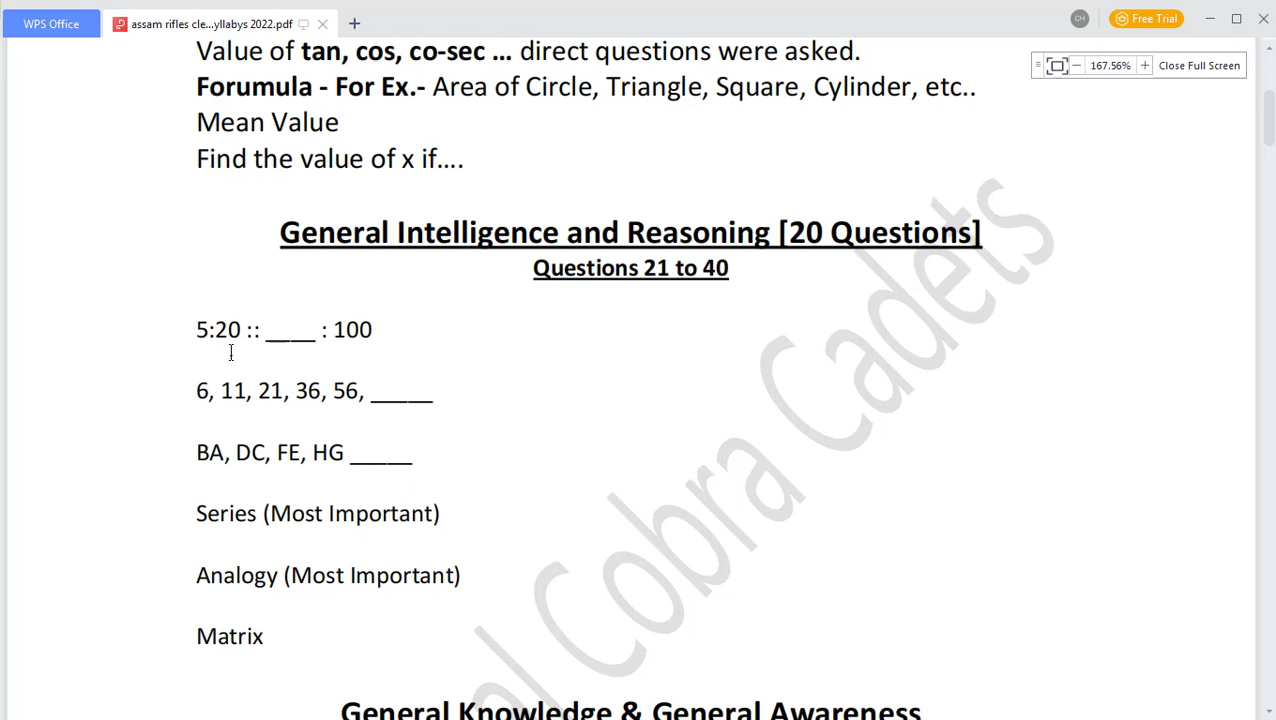 WPS Office
assam rifles cle...yllabys 2022.pdf
CH
Free Trial
167.56%
Close Full Screen
Value of tan, cos, co-sec ... direct questions were asked.
Forumula - For Ex.- Area of Circle, Triangle, Square, Cylinder, etc..
Mean Value
Find the value of x if....
General Intelligence and Reasoning [20 Questions]
Questions 21 to 40
5:20 :: ____ : 100
6, 11, 21, 36, 56, _____
BA, DC, FE, HG _____
Series (Most Important)
Analogy (Most Important)
Matrix
General Knowledge & General Awareness
Cobra Cadets